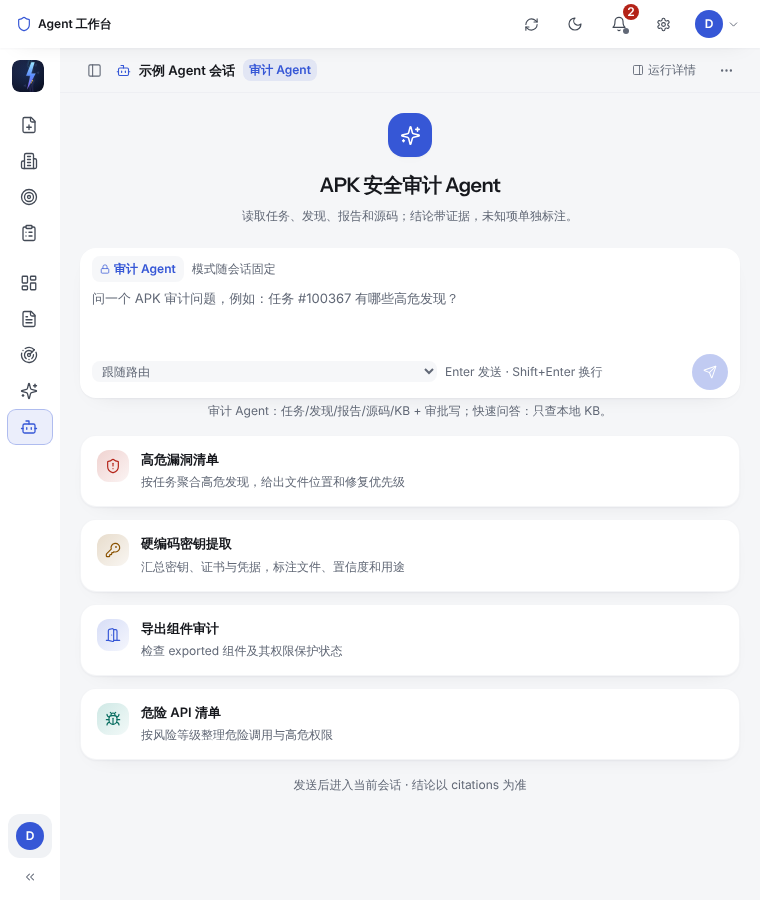 Agent 工作台
2
D
示例 Agent 会话
审计 Agent
运行详情
APK 安全审计 Agent
读取任务、发现、报告和源码；结论带证据，未知项单独标注。
审计 Agent
模式随会话固定
问一个 APK 审计问题，例如：任务 #100367 有哪些高危发现？
跟随路由
Enter 发送 · Shift+Enter 换行
审计 Agent：任务/发现/报告/源码/KB + 审批写；快速问答：只查本地 KB。
高危漏洞清单
按任务聚合高危发现，给出文件位置和修复优先级
硬编码密钥提取
汇总密钥、证书与凭据，标注文件、置信度和用途
导出组件审计
检查 exported 组件及其权限保护状态
危险 API 清单
按风险等级整理危险调用与高危权限
发送后进入当前会话 · 结论以 citations 为准
D